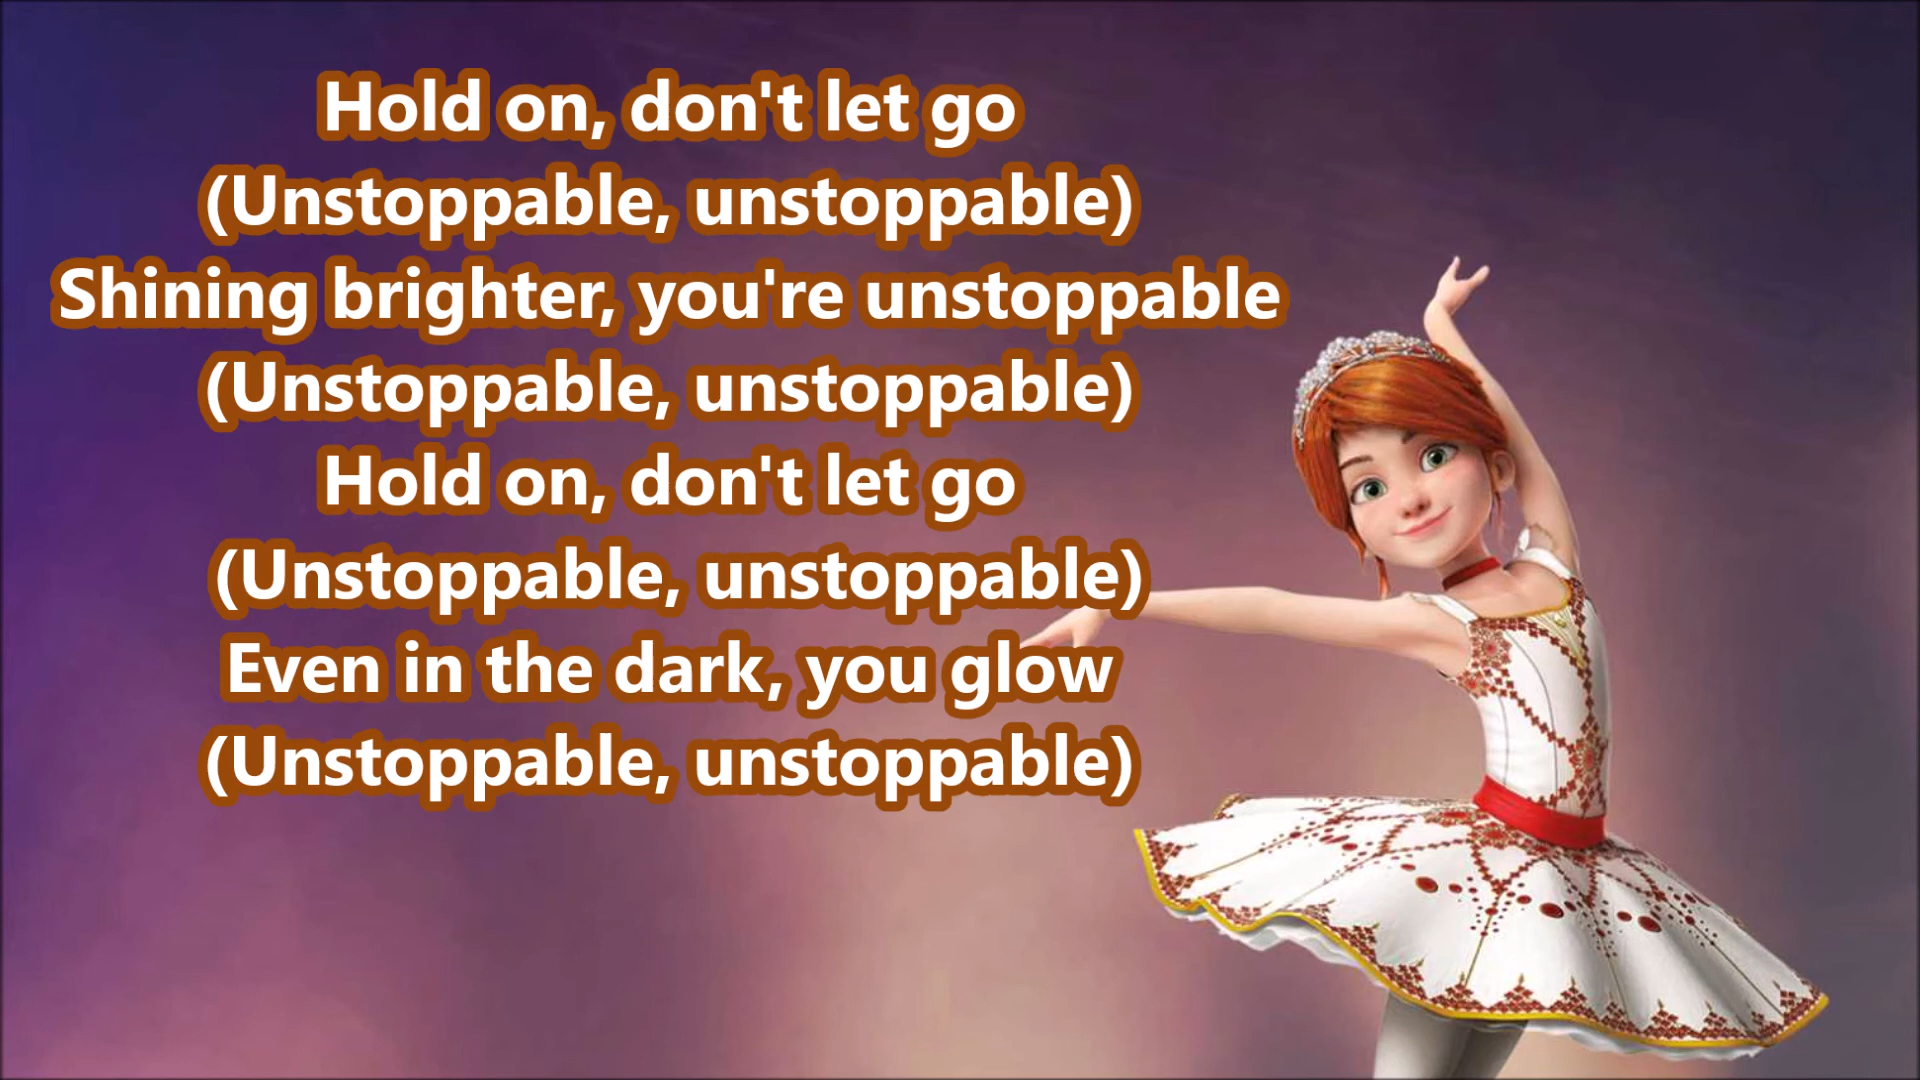 Hold on, don't let go
(Unstoppable, unstoppable)
Shining brighter, you're unstoppable
(Unstoppable, unstoppable)
Hold on, don't let go
(Unstoppable, unstoppable)
Even in the dark, you glow
(Unstoppable, unstoppable)